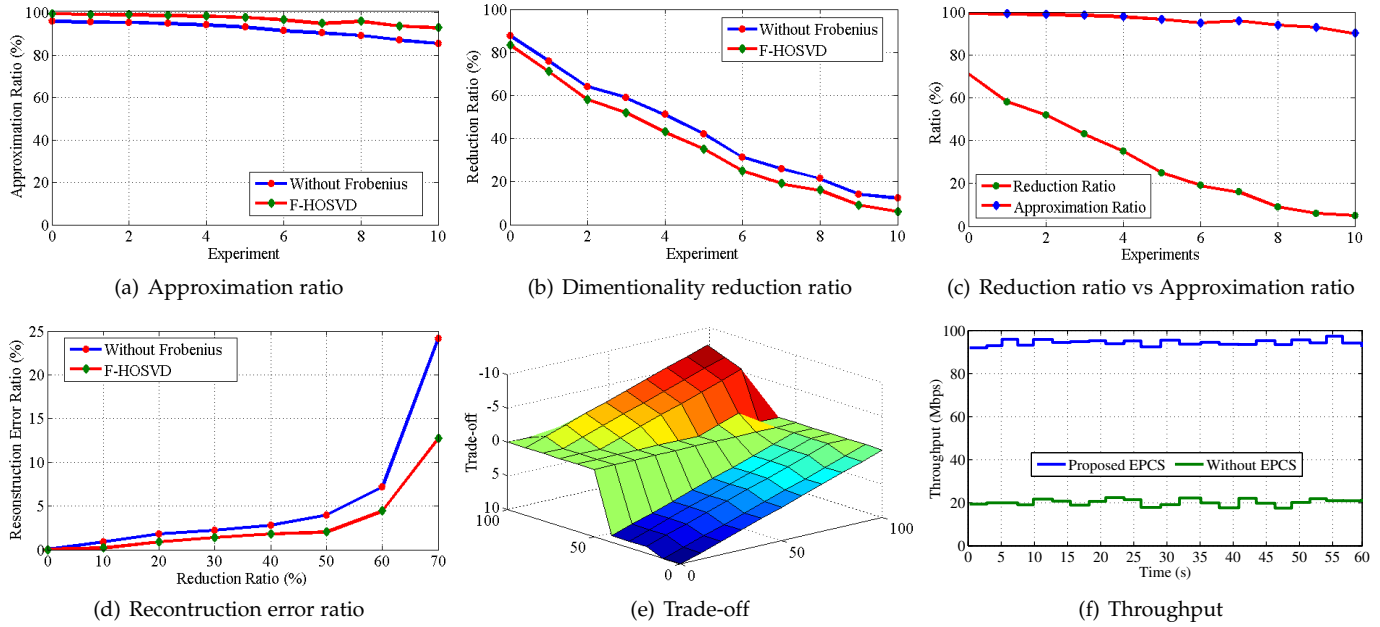 100
80
60
40
20
0
Approximation Ratio (%)
Without Frobenius
F-HOSVD
0 2 4 6 8 10
Experiment
(a) Approximation ratio
100
80
60
40
20
0
Reduction Ratio (%)
Without Frobenius
F-HOSVD
0 2 4 6 8 10
Experiment
(b) Dimentionality reduction ratio
100
80
60
40
20
0
Ratio (%)
Reduction Ratio
Approximation Ratio
0 2 4 6 8 10
Experiments
(c) Reduction ratio vs Approximation ratio
25
20
15
10
5
0
Resonstruction Error Ratio (%)
Without Frobenius
F-HOSVD
0 10 20 30 40 50 60 70
Reduction Ratio (%)
(d) Recontruction error ratio
-10
-5
0
5
10
Trade-off
100
50
0
0
50
100
(e) Trade-off
100
80
60
40
20
0
Throughput (Mbps)
Proposed EPCS
Without EPCS
0 5 10 15 20 25 30 35 40 45 50 55 60
Time (s)
(f) Throughput